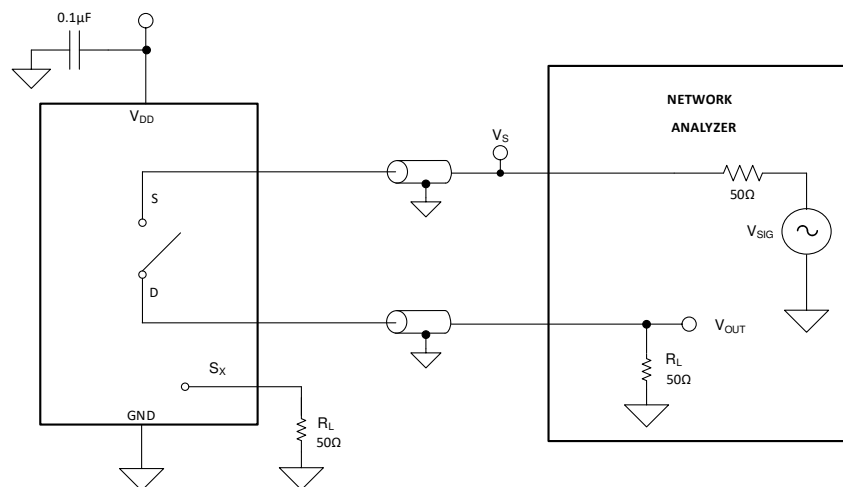 0.1µF
V_DD
NETWORK
ANALYZER
V_S
S
50Ω
V_SIG
D
V_OUT
S_X
R_L
50Ω
GND
R_L
50Ω